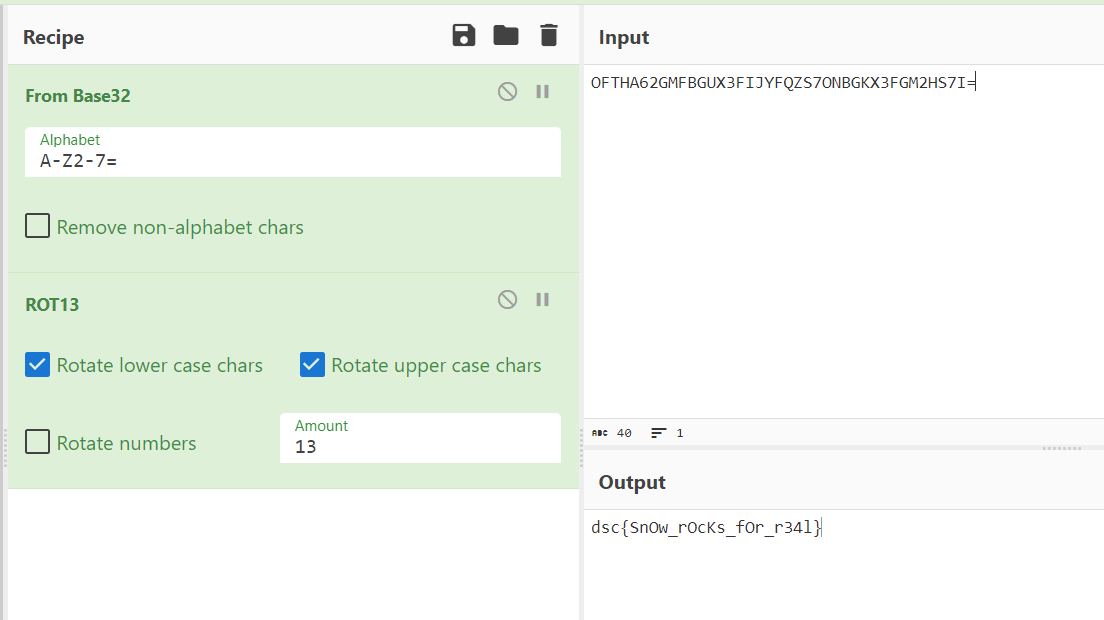 Recipe
From Base32
Alphabet
A-Z2-7=
Remove non-alphabet chars
ROT13
Rotate lower case chars
Rotate upper case chars
Rotate numbers
Amount
13
Input
OFTHA62GMFBGUX3FIJYFQZS7ONBGKX3FGM2HS7I=
ABC 40 1
Output
dsc{SnOw_rOcKs_fOr_r34l}